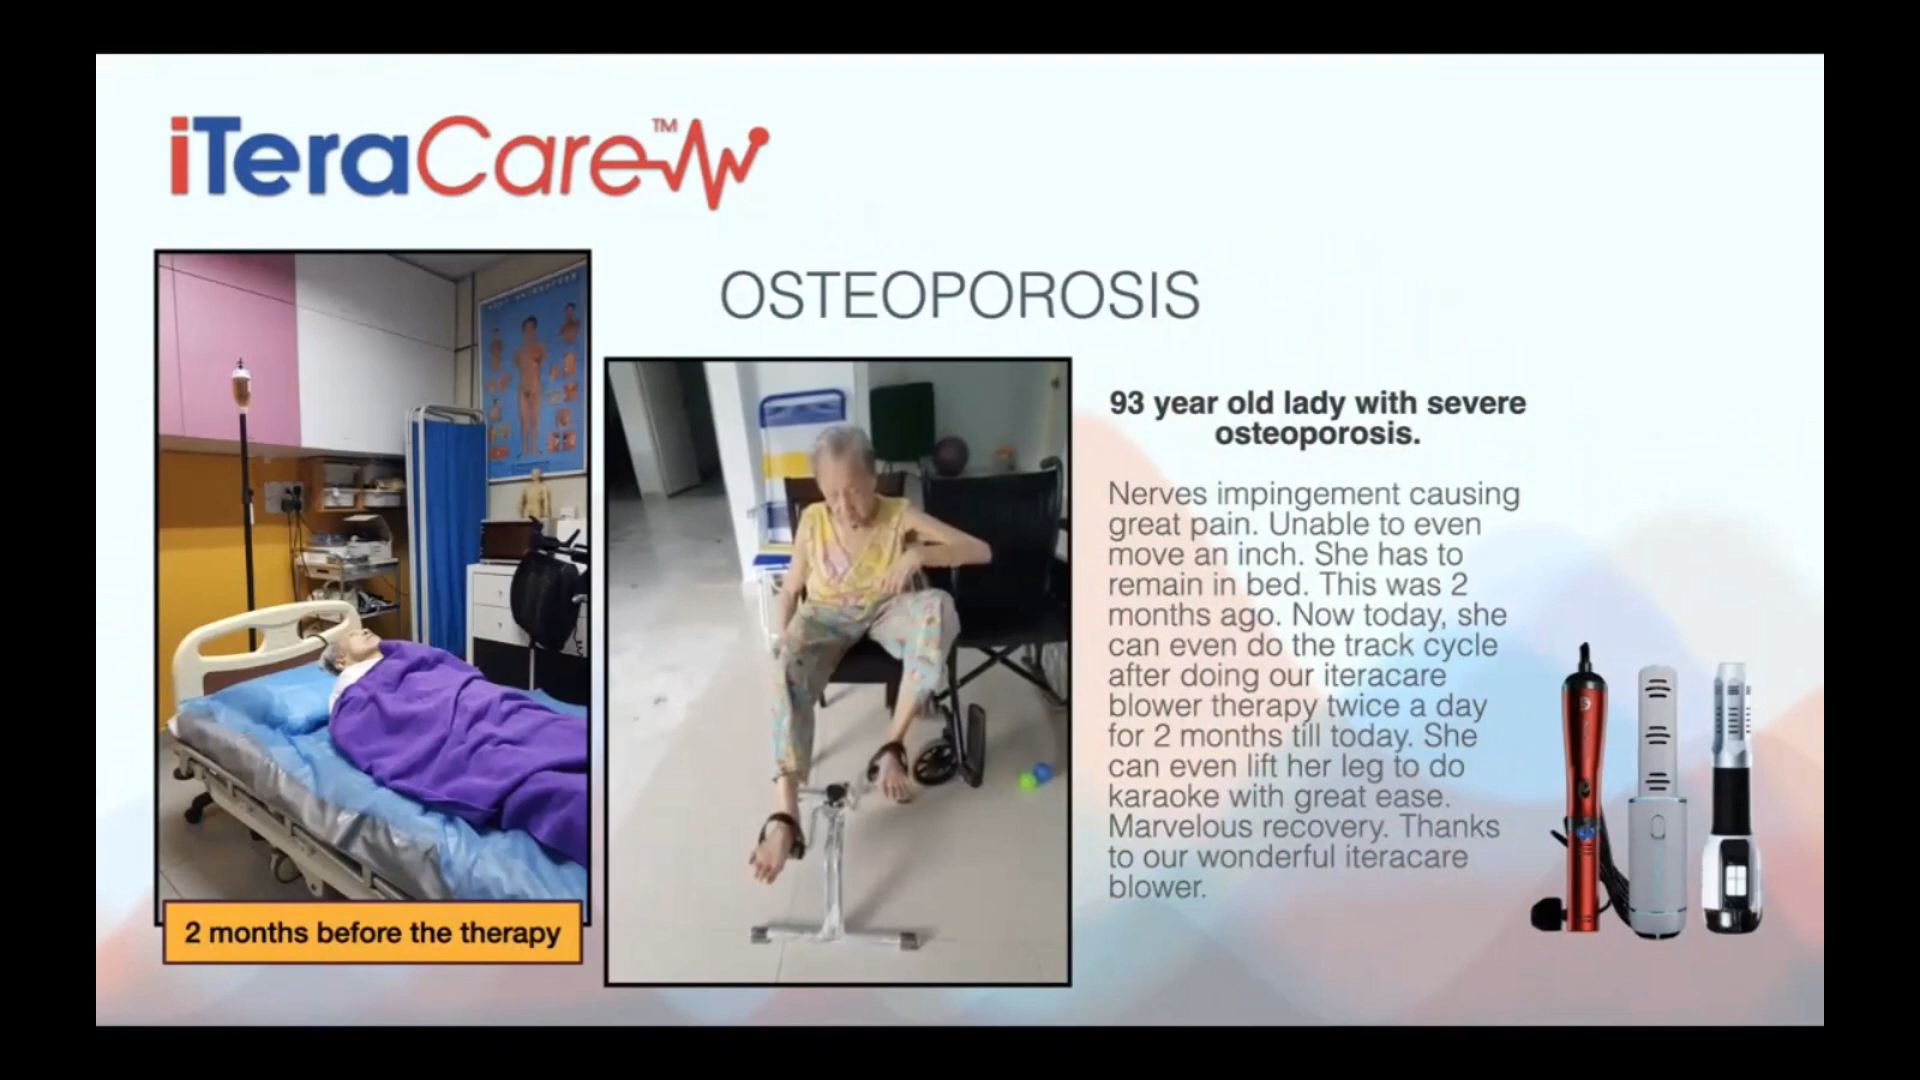 iTeraCare™
OSTEOPOROSIS
93 year old lady with severe
osteoporosis.
Nerves impingement causing
great pain. Unable to even
move an inch. She has to
remain in bed. This was 2
months ago. Now today, she
can even do the track cycle
after doing our iteracare
blower therapy twice a day
for 2 months till today. She
can even lift her leg to do
karaoke with great ease.
Marvelous recovery. Thanks
to our wonderful iteracare
blower.
2 months before the therapy